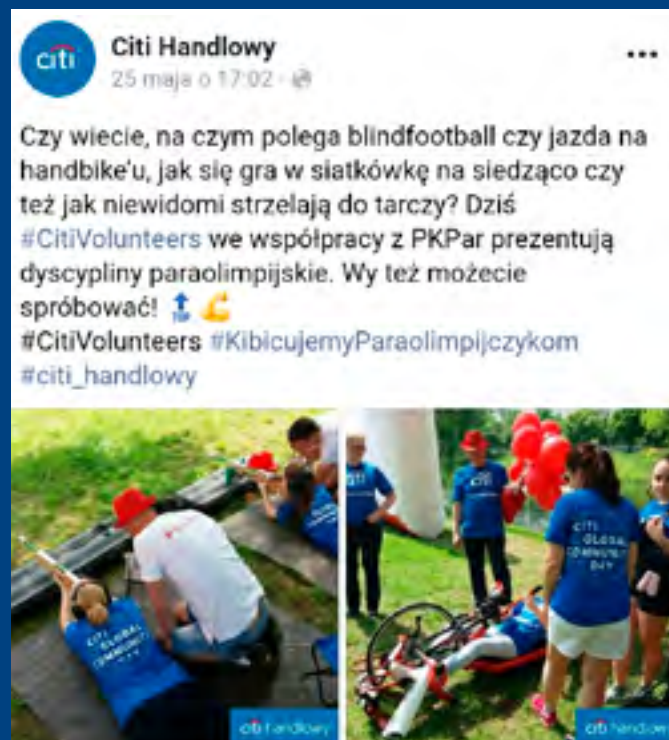 citi
Citi Handlowy
25 maja o 17:02
Czy wiecie, na czym polega blindfootball czy jazda na
handbike'u, jak się gra w siatkówkę na siedząco czy
też jak niewidomi strzelają do tarczy? Dziś
#CitiVolunteers we współpracy z PKPar prezentują
dyscypliny paraolimpijskie. Wy też możecie
spróbować! 
#CitiVolunteers #KibicujemyParaolimpijczykom
#citi_handlowy
CITI
GLOBAL
COMMUNITY
DAY
citi handlowy
citi
CITI
GLOBAL
COMMUNITY
DAY
citi handlowy